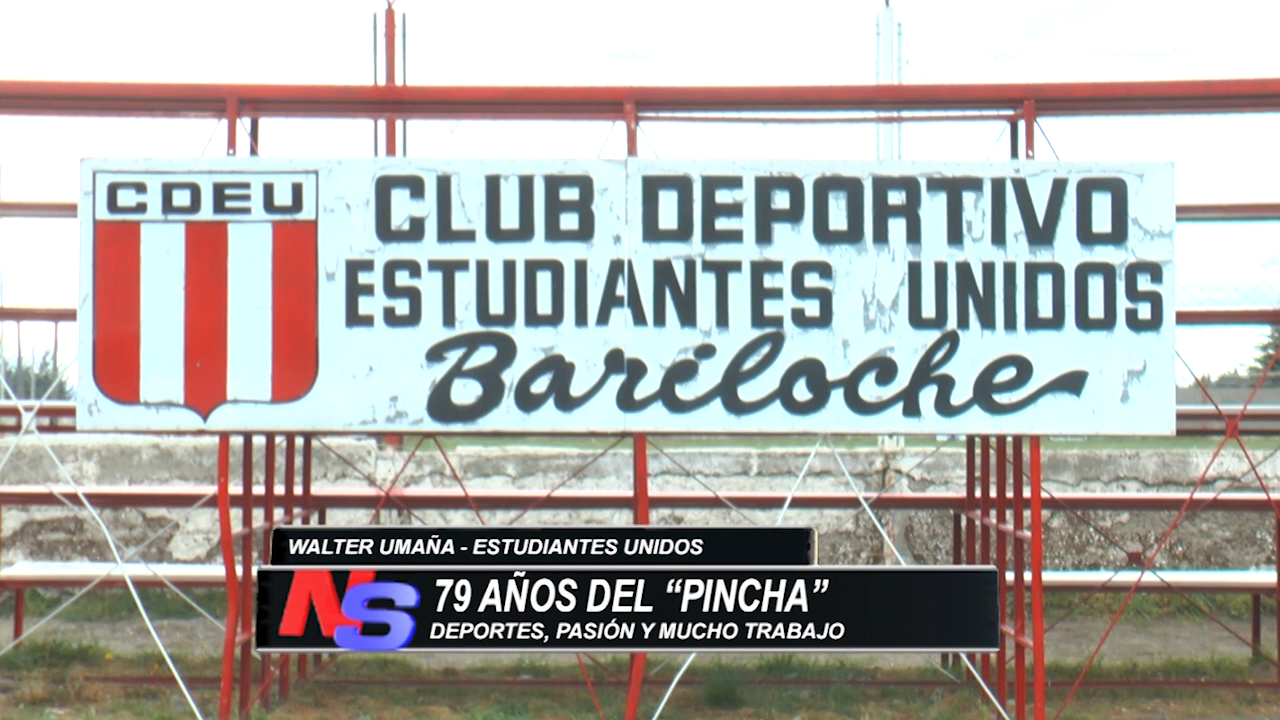 CDEU
CLUB DEPORTIVO
ESTUDIANTES UNIDOS
Bariloche
WALTER UMAÑA - ESTUDIANTES UNIDOS
NS
79 AÑOS DEL “PINCHA”
DEPORTES, PASIÓN Y MUCHO TRABAJO